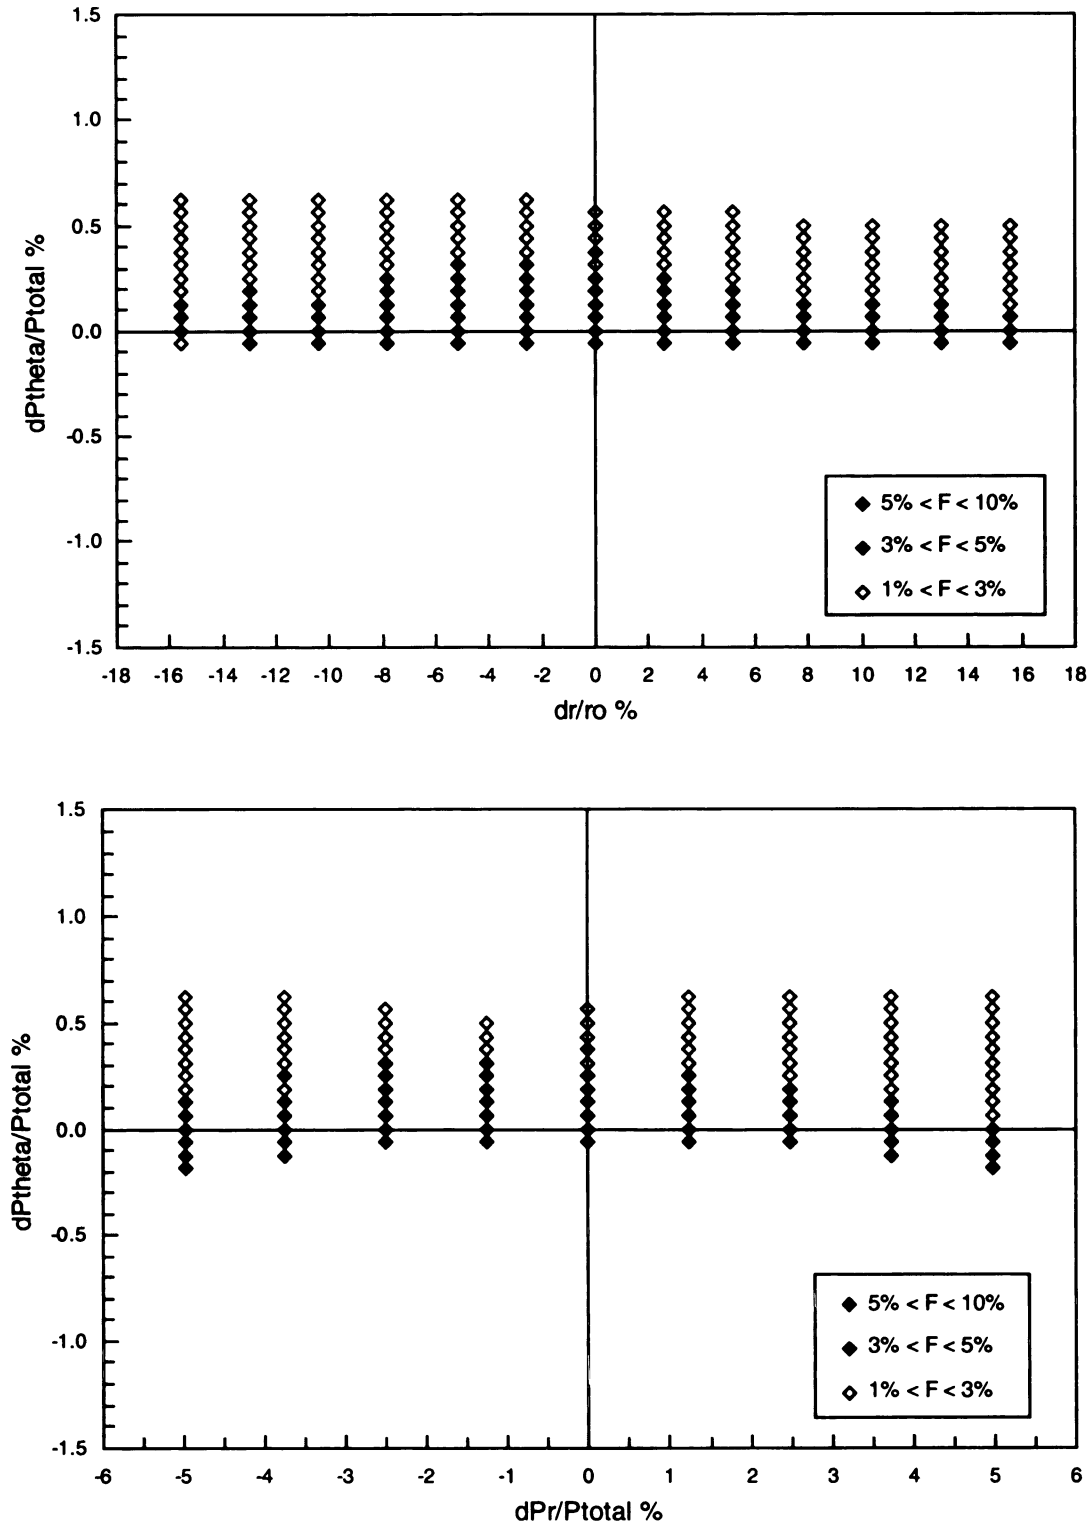 1.5
1.0
0.5
0.0
-0.5
-1.0
-1.5
dPtheta/Ptotal %
5% < F < 10%
3% < F < 5%
1% < F < 3%
-18 -16 -14 -12 -10 -8 -6 -4 -2 0 2 4 6 8 10 12 14 16 18
dr/ro %
1.5
1.0
0.5
0.0
-0.5
-1.0
-1.5
dPtheta/Ptotal %
5% < F < 10%
3% < F < 5%
1% < F < 3%
-6 -5 -4 -3 -2 -1 0 1 2 3 4 5 6
dPr/Ptotal %